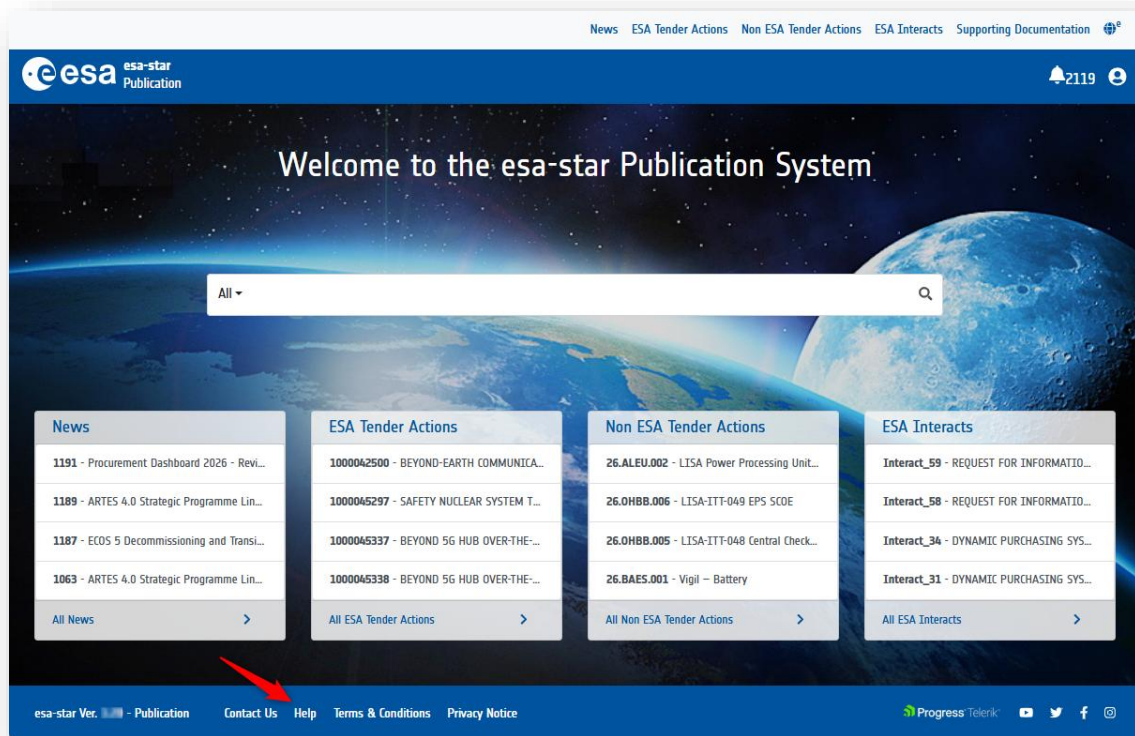 News ESA Tender Actions Non ESA Tender Actions ESA Interacts Supporting Documentation e
esa esa-star
Publication
2119
Welcome to the esa-star Publication System
All
News
1191 - Procurement Dashboard 2026 - Revi...
1189 - ARTES 4.0 Strategic Programme Lin...
1187 - ECOS 5 Decommissioning and Transi...
1063 - ARTES 4.0 Strategic Programme Lin...
All News
ESA Tender Actions
1000042500 - BEYOND-EARTH COMMUNICA...
1000045297 - SAFETY NUCLEAR SYSTEM T...
1000045337 - BEYOND 5G HUB OVER-THE-...
1000045338 - BEYOND 5G HUB OVER-THE-...
All ESA Tender Actions
Non ESA Tender Actions
26.ALEU.002 - LISA Power Processing Unit...
26.OHBB.006 - LISA-ITT-049 EPS SCOE
26.OHBB.005 - LISA-ITT-048 Central Check...
26.BAES.001 - Vigil – Battery
All Non ESA Tender Actions
ESA Interacts
Interact_59 - REQUEST FOR INFORMATIO...
Interact_58 - REQUEST FOR INFORMATIO...
Interact_34 - DYNAMIC PURCHASING SYS...
Interact_31 - DYNAMIC PURCHASING SYS...
All ESA Interacts
esa-star Ver. - Publication Contact Us Help Terms & Conditions Privacy Notice Progress Telerik